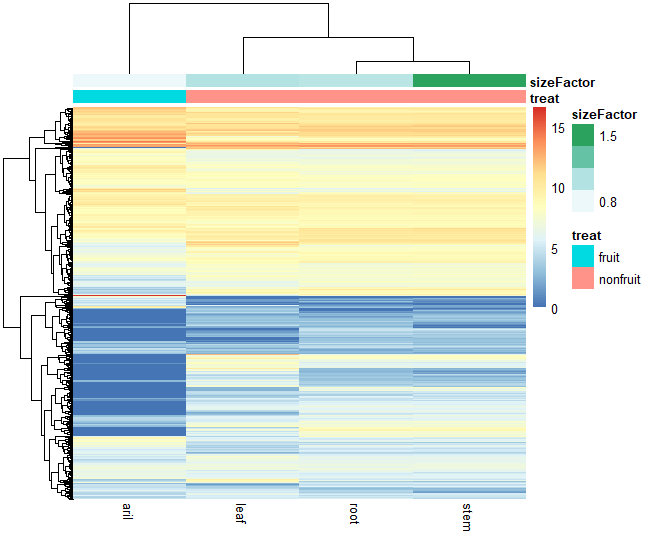 sizeFactor
treat
sizeFactor
1.5
0.8
treat
fruit
nonfruit
15
10
5
0
aril
leaf
root
stem